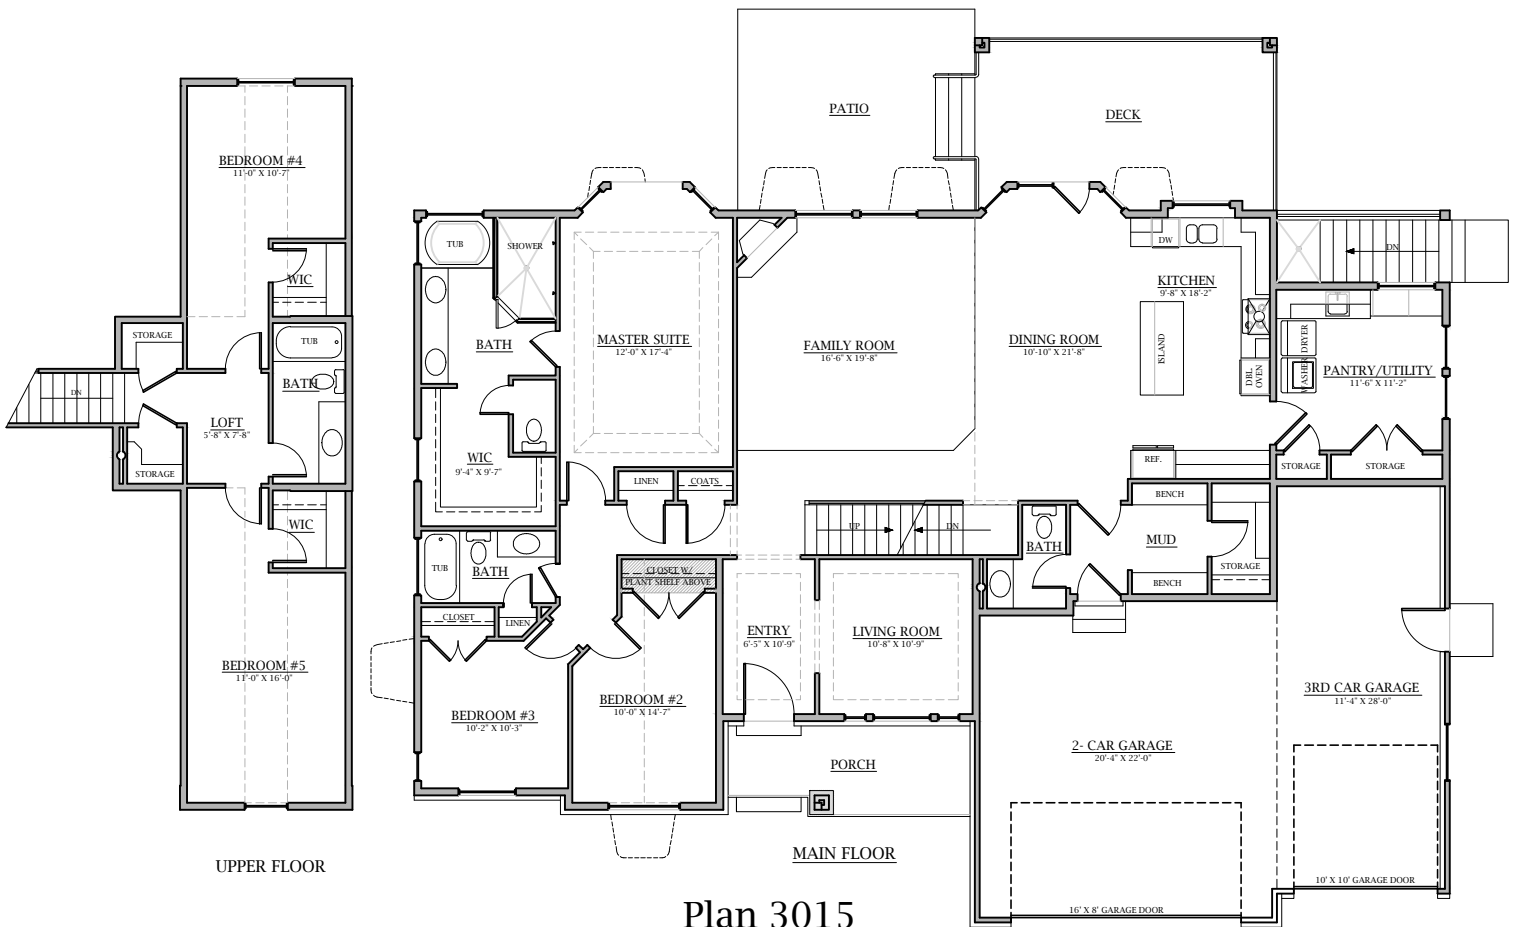 BEDROOM #4
11'-0" X 10'-7"
WIC
STORAGE
TUB
BATH
DN
LOFT
5'-8" X 7'-8"
STORAGE
WIC
BEDROOM #5
11'-0" X 16'-0"
UPPER FLOOR
PATIO
DECK
TUB
SHOWER
DW
DN
KITCHEN
9'-8" X 18'-2"
BATH
MASTER SUITE
12'-0" X 17'-4"
FAMILY ROOM
16'-6" X 19'-8"
DINING ROOM
10'-10" X 21'-8"
ISLAND
DBL
OVEN
WASHER
DRYER
PANTRY/UTILITY
11'-6" X 11'-2"
WIC
9'-4" X 9'-7"
REF.
STORAGE
STORAGE
LINEN
COATS
BENCH
UP
DN
BATH
MUD
STORAGE
BENCH
TUB
BATH
CLOSET W/
PLANT SHELF ABOVE
CLOSET
LINEN
ENTRY
6'-5" X 10'-9"
LIVING ROOM
10'-8" X 10'-9"
BEDROOM #3
10'-2" X 10'-3"
BEDROOM #2
10'-0" X 14'-7"
3RD CAR GARAGE
11'-4" X 28'-0"
2- CAR GARAGE
20'-4" X 22'-0"
PORCH
MAIN FLOOR
10' X 10' GARAGE DOOR
16' X 8' GARAGE DOOR
Plan 3015